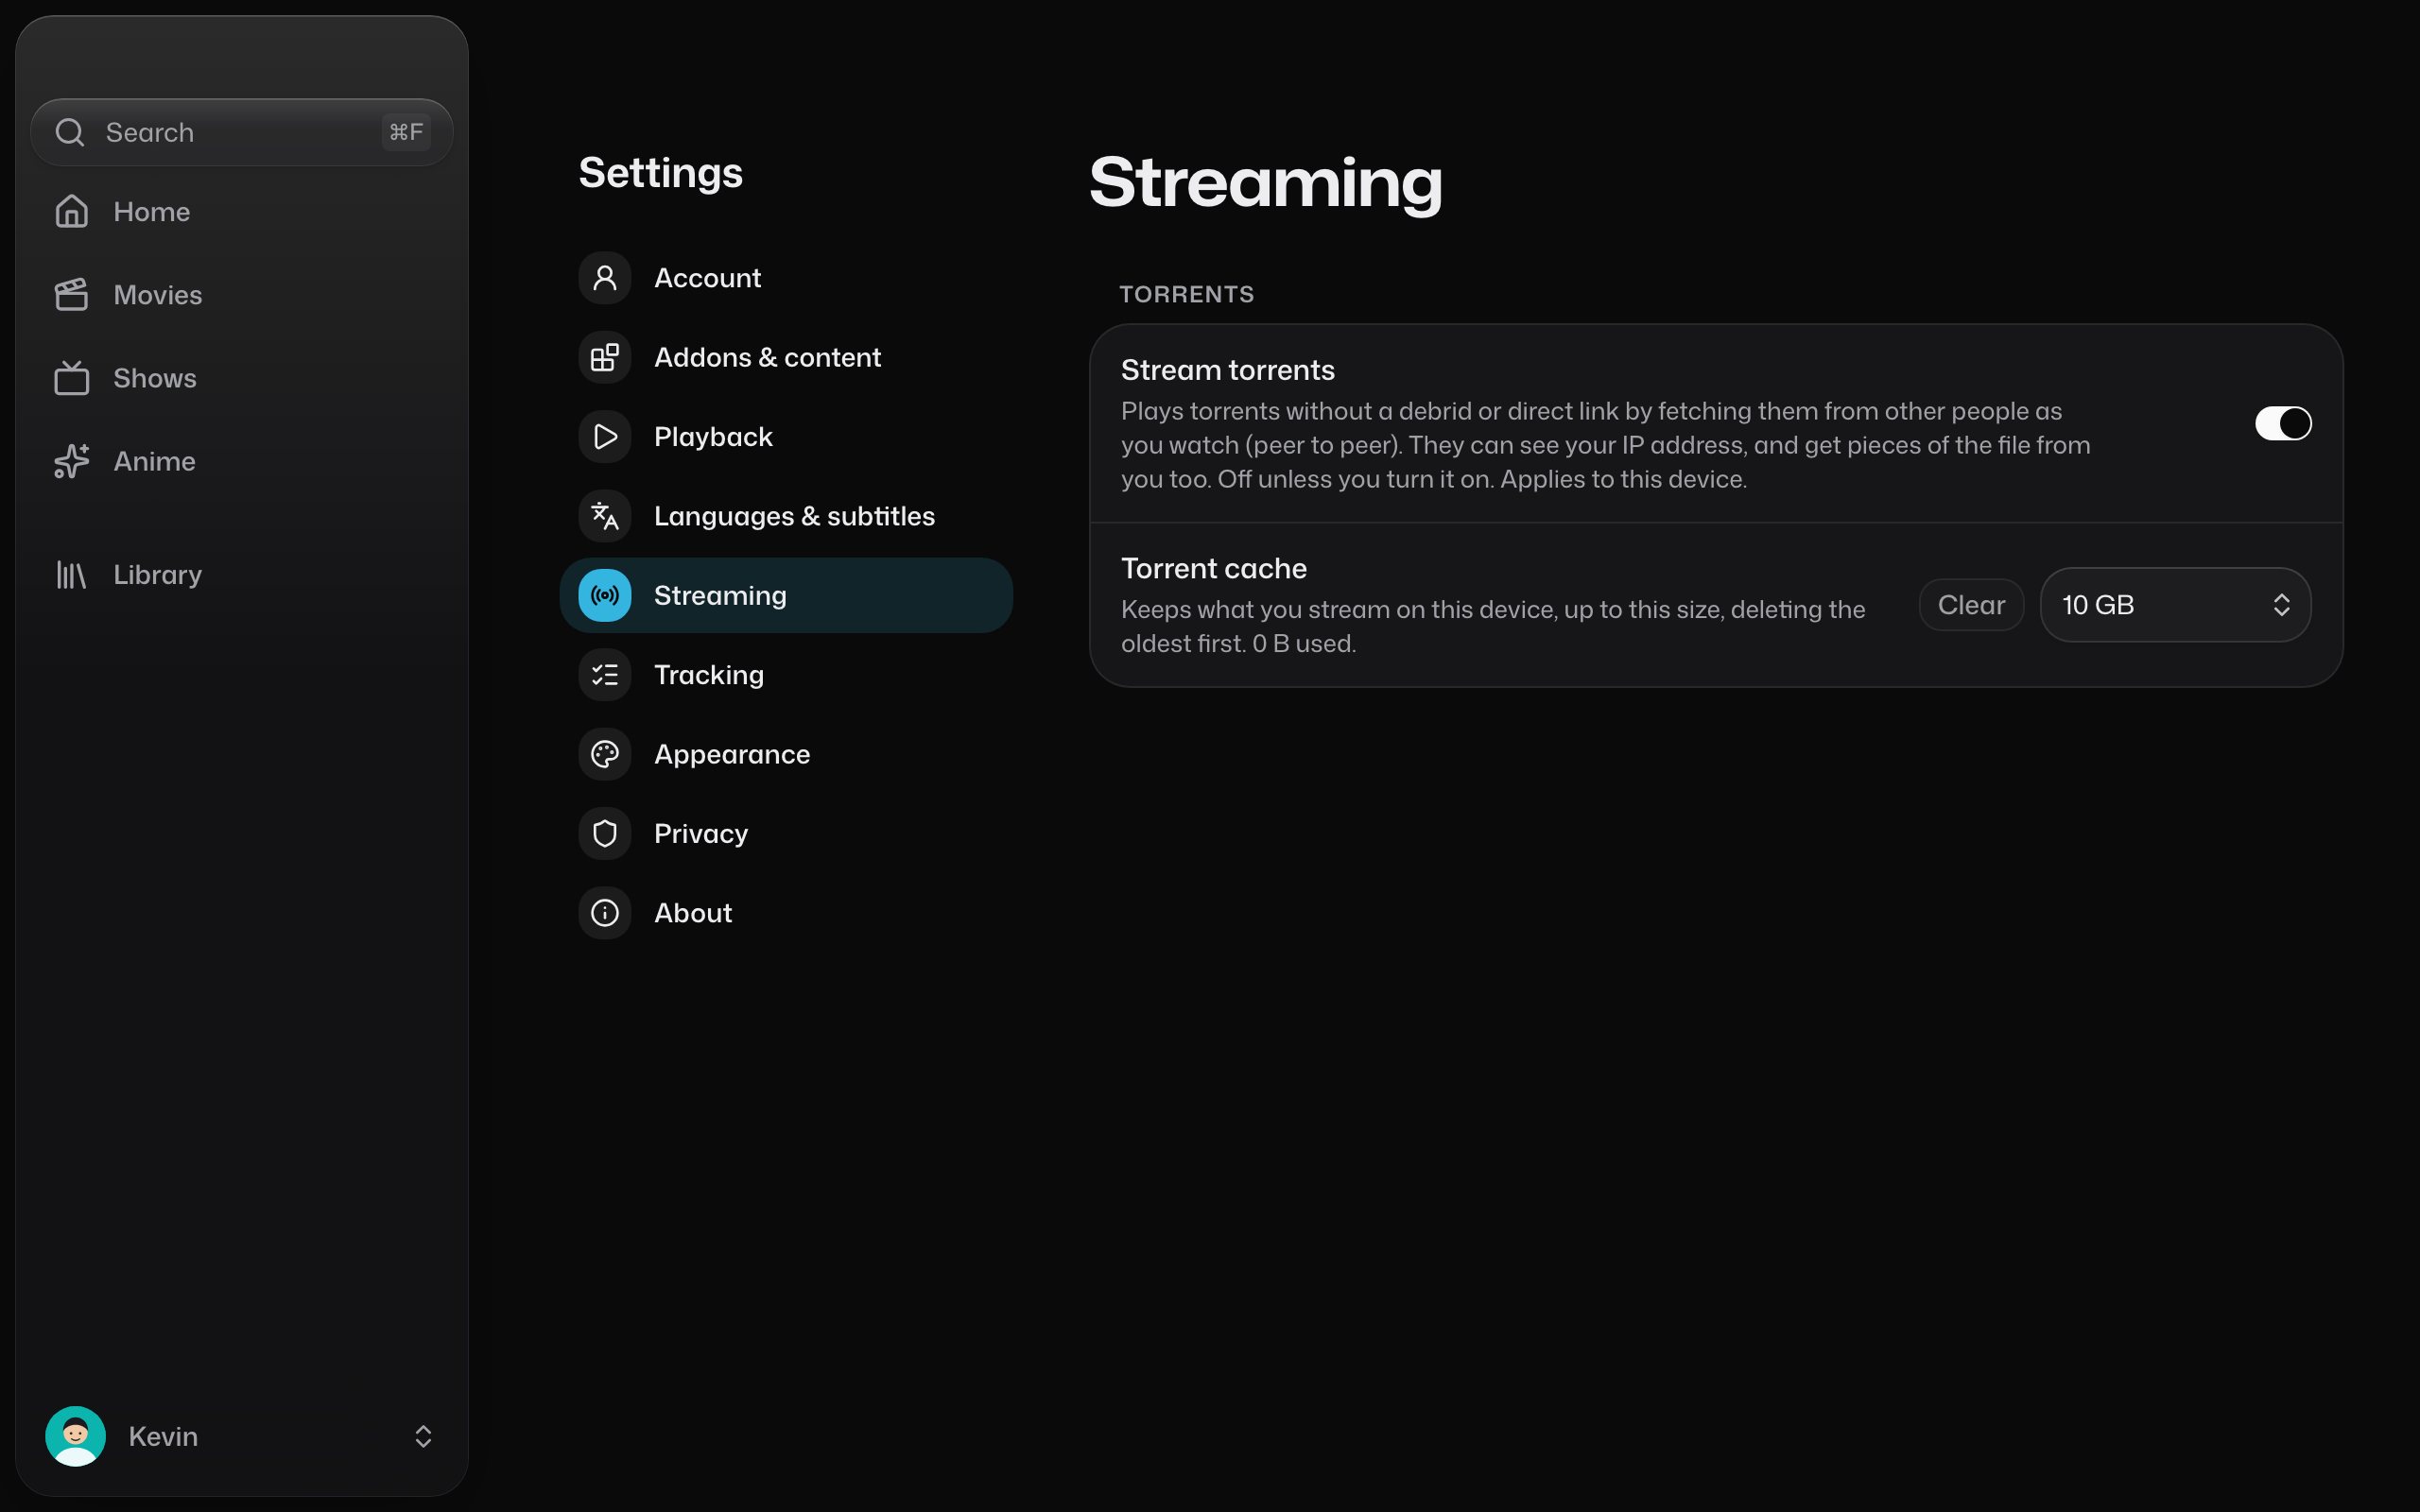 Search ⌘F
Home
Movies
Shows
Anime
Library
Kevin
Settings
Account
Addons & content
Playback
Languages & subtitles
Streaming
Tracking
Appearance
Privacy
About
Streaming
TORRENTS
Stream torrents
Plays torrents without a debrid or direct link by fetching them from other people as
you watch (peer to peer). They can see your IP address, and get pieces of the file from
you too. Off unless you turn it on. Applies to this device.
Torrent cache
Keeps what you stream on this device, up to this size, deleting the
oldest first. 0 B used.
Clear
10 GB